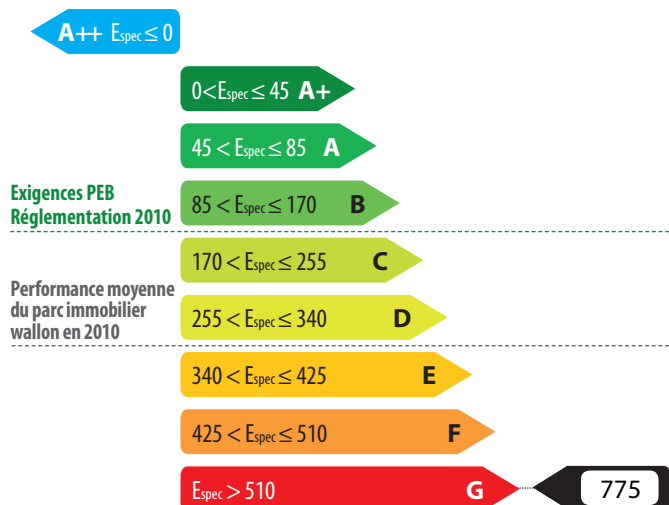 A++ Espec ≤ 0
0<Espec ≤ 45 A+
45 < Espec ≤ 85 A
Exigences PEB
Réglementation 2010
85 < Espec ≤ 170 B
170 < Espec ≤ 255 C
Performance moyenne
du parc immobilier
wallon en 2010
255 < Espec ≤ 340 D
340 < Espec ≤ 425 E
425 < Espec ≤ 510 F
Espec > 510 G 775